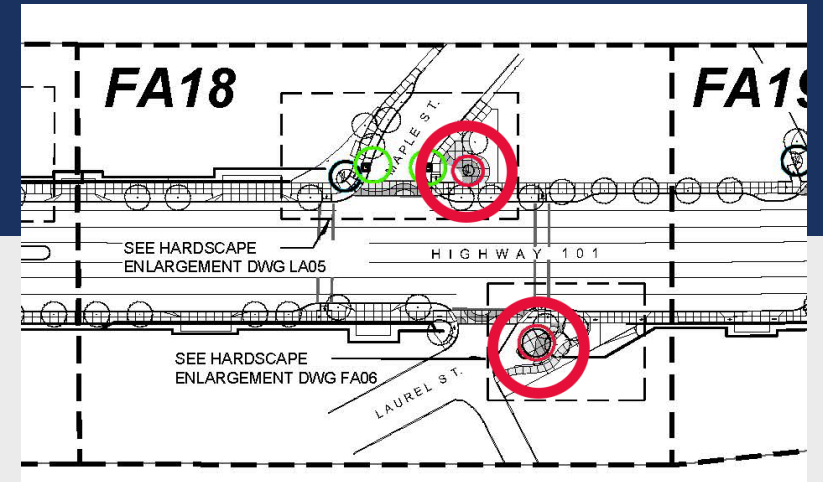 FA18
FA19
MAPLE ST.
SEE HARDSCAPE
ENLARGEMENT DWG LA05
HIGHWAY 101
SEE HARDSCAPE
ENLARGEMENT DWG FA06
LAUREL ST.